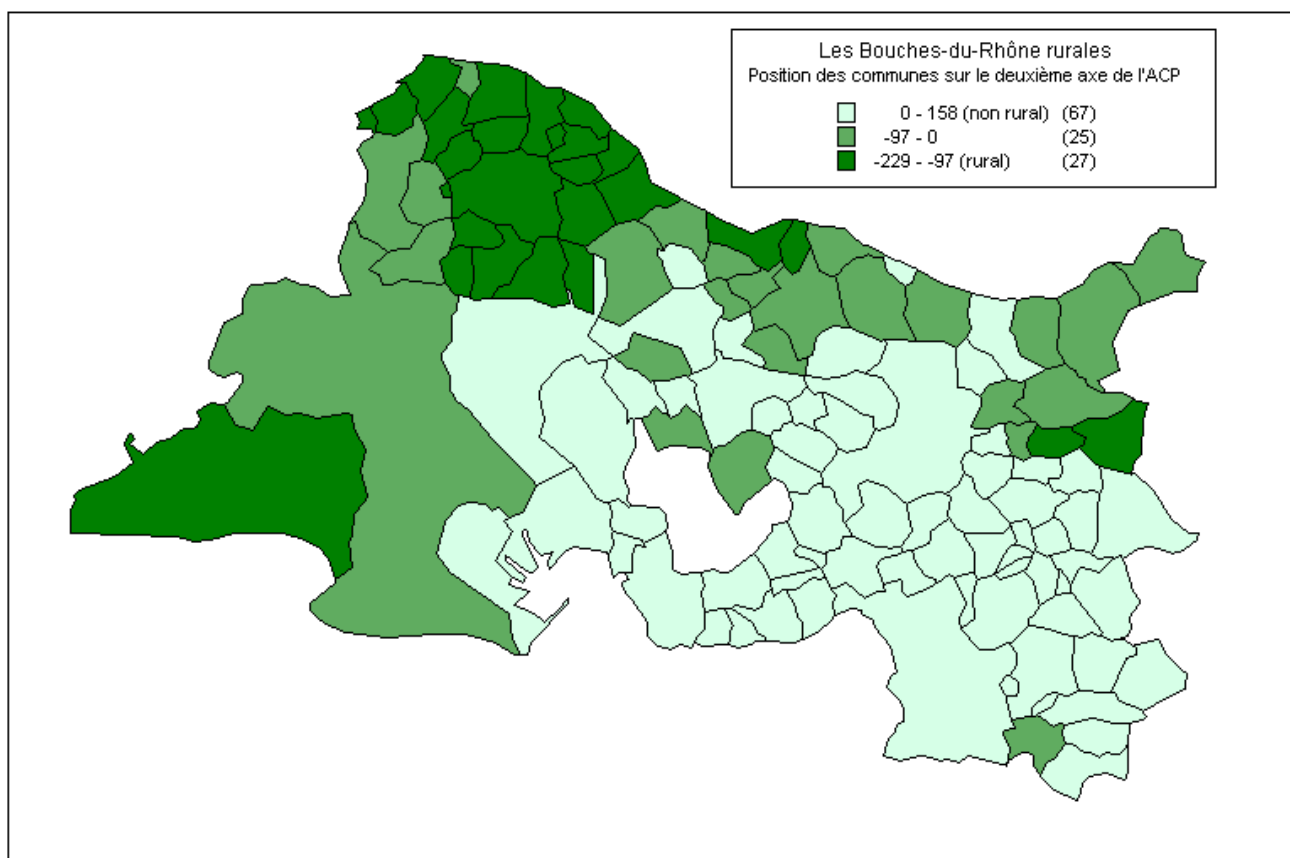 Les Bouches-du-Rhône rurales
Position des communes sur le deuxième axe de l'ACP
0 - 158 (non rural) (67)
-97 - 0 (25)
-229 - -97 (rural) (27)